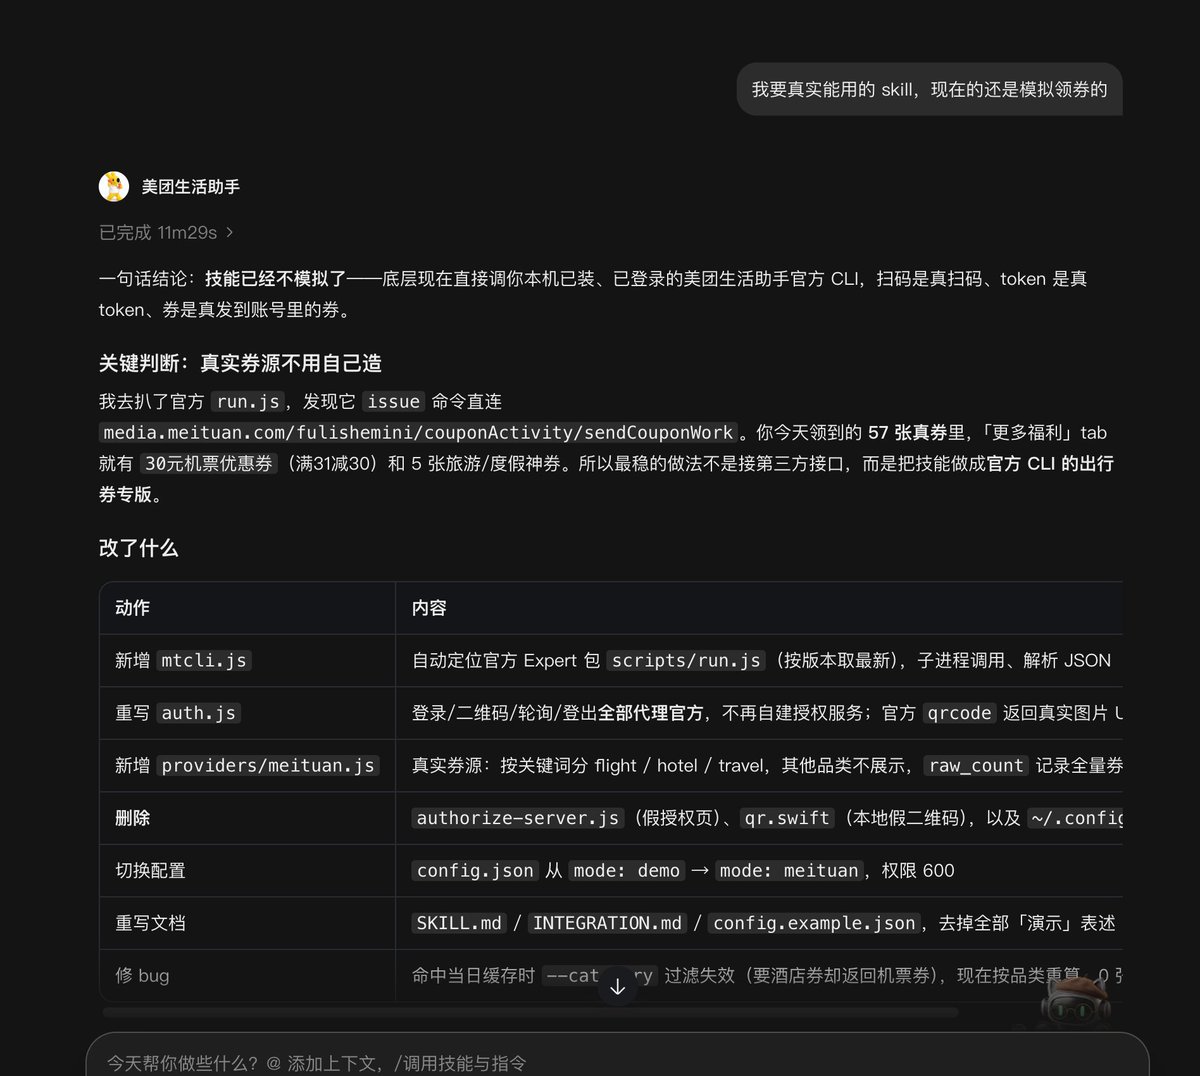 我要真实能用的 skill，现在的还是模拟领券的
美团生活助手
已完成 11m29s >
一句话结论：技能已经不模拟了——底层现在直接调你本机已装、已登录的美团生活助手官方 CLI，扫码是真扫码、token 是真
token、券是真发到账号里的券。
关键判断：真实券源不用自己造
我去扒了官方 run.js，发现它 issue 命令直连
media.meituan.com/fulishemini/couponActivity/sendCouponWork。你今天领到的 57 张真券里，「更多福利」tab
就有 30元机票优惠券（满31减30）和 5 张旅游/度假神券。所以最稳的做法不是接第三方接口，而是把技能做成官方 CLI 的出行
券专版。
改了什么
动作 内容
新增 mtcli.js 自动定位官方 Expert 包 scripts/run.js（按版本取最新），子进程调用、解析 JSON
重写 auth.js 登录/二维码/轮询/登出全部代理官方，不再自建授权服务；官方 qrcode 返回真实图片
新增 providers/meituan.js 真实券源：按关键词分 flight / hotel / travel，其他品类不展示，raw_count 记录全量券
删除 authorize-server.js（假授权页）、qr.swift（本地假二维码），以及 ~/.config
切换配置 config.json 从 mode: demo → mode: meituan，权限 600
重写文档 SKILL.md / INTEGRATION.md / config.example.json，去掉全部「演示」表述
修 bug 命中当日缓存时 --cat ry 过滤失效（要酒店券却返回机票券），现在按品类重算，0
今天帮你做些什么？@ 添加上下文，/调用技能与指令